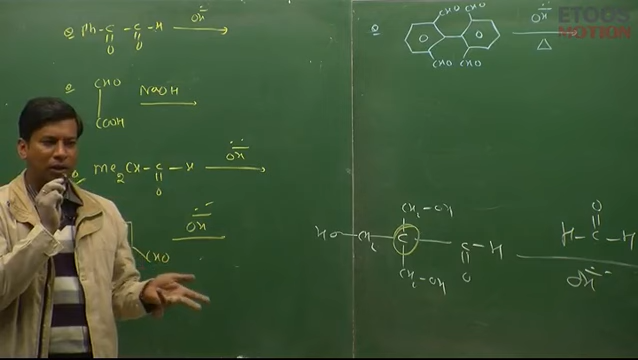 Q Ph-C-C-H OH⁻
O O
Q CHO NaOH
COOH
Q Me₂CH-C-H OH⁻
O
OH⁻
CHO
Q CHO CHO OH⁻
O O Δ
CHO CHO
ETOOS
MOTION
CH₂-OH O
HO-CH₂ C C-H H-C-H
CH₂-OH O OH⁻